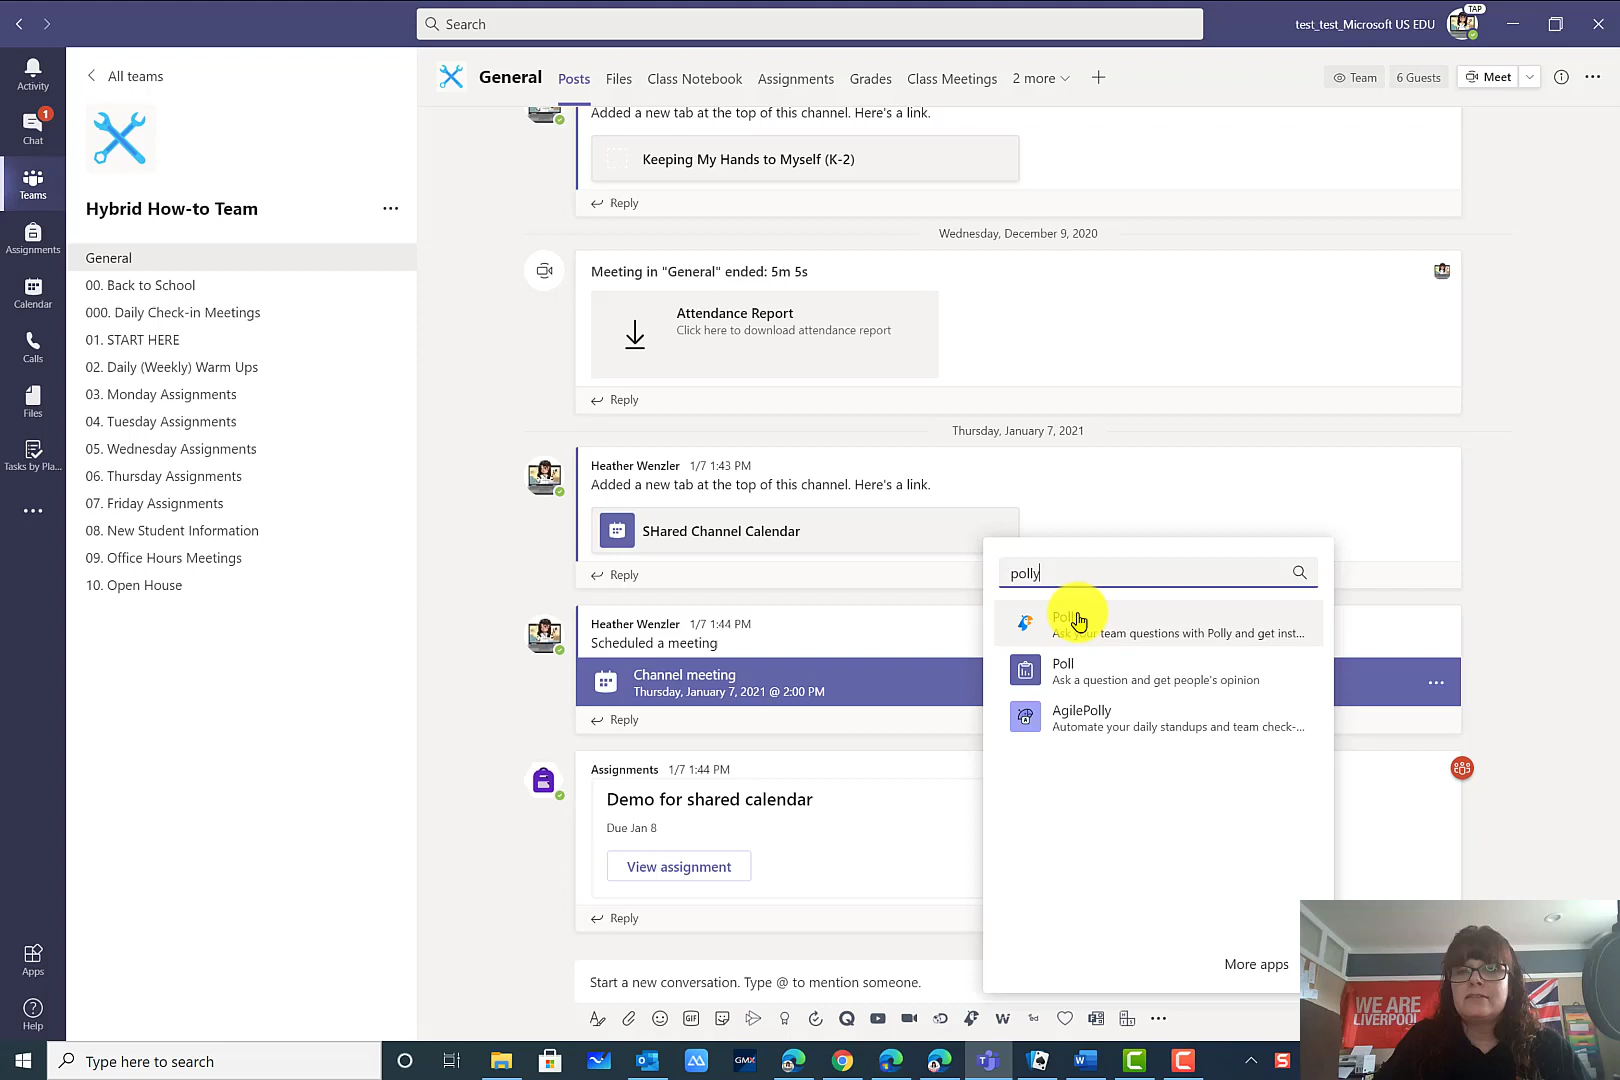 Search
test_test_Microsoft US EDU
TAP
Activity
Chat
1
Teams
Assignments
Calendar
Calls
Files
Tasks by Pla...
Apps
Help
All teams
Hybrid How-to Team
General
00. Back to School
000. Daily Check-in Meetings
01. START HERE
02. Daily (Weekly) Warm Ups
03. Monday Assignments
04. Tuesday Assignments
05. Wednesday Assignments
06. Thursday Assignments
07. Friday Assignments
08. New Student Information
09. Office Hours Meetings
10. Open House
General Posts Files Class Notebook Assignments Grades Class Meetings 2 more
Team 6 Guests Meet
Added a new tab at the top of this channel. Here's a link.
Keeping My Hands to Myself (K-2)
Reply
Wednesday, December 9, 2020
Meeting in "General" ended: 5m 5s
Attendance Report
Click here to download attendance report
Reply
Thursday, January 7, 2021
Heather Wenzler 1/7 1:43 PM
Added a new tab at the top of this channel. Here's a link.
SHared Channel Calendar
Reply
Heather Wenzler 1/7 1:44 PM
Scheduled a meeting
Channel meeting
Thursday, January 7, 2021 @ 2:00 PM
Reply
Assignments 1/7 1:44 PM
Demo for shared calendar
Due Jan 8
View assignment
Reply
Start a new conversation. Type @ to mention someone.
GIF
polly
Polly
Ask your team questions with Polly and get inst...
Poll
Ask a question and get people's opinion
AgilePolly
Automate your daily standups and team check-...
More apps
WE ARE
LIVERPOOL
Type here to search
GMX